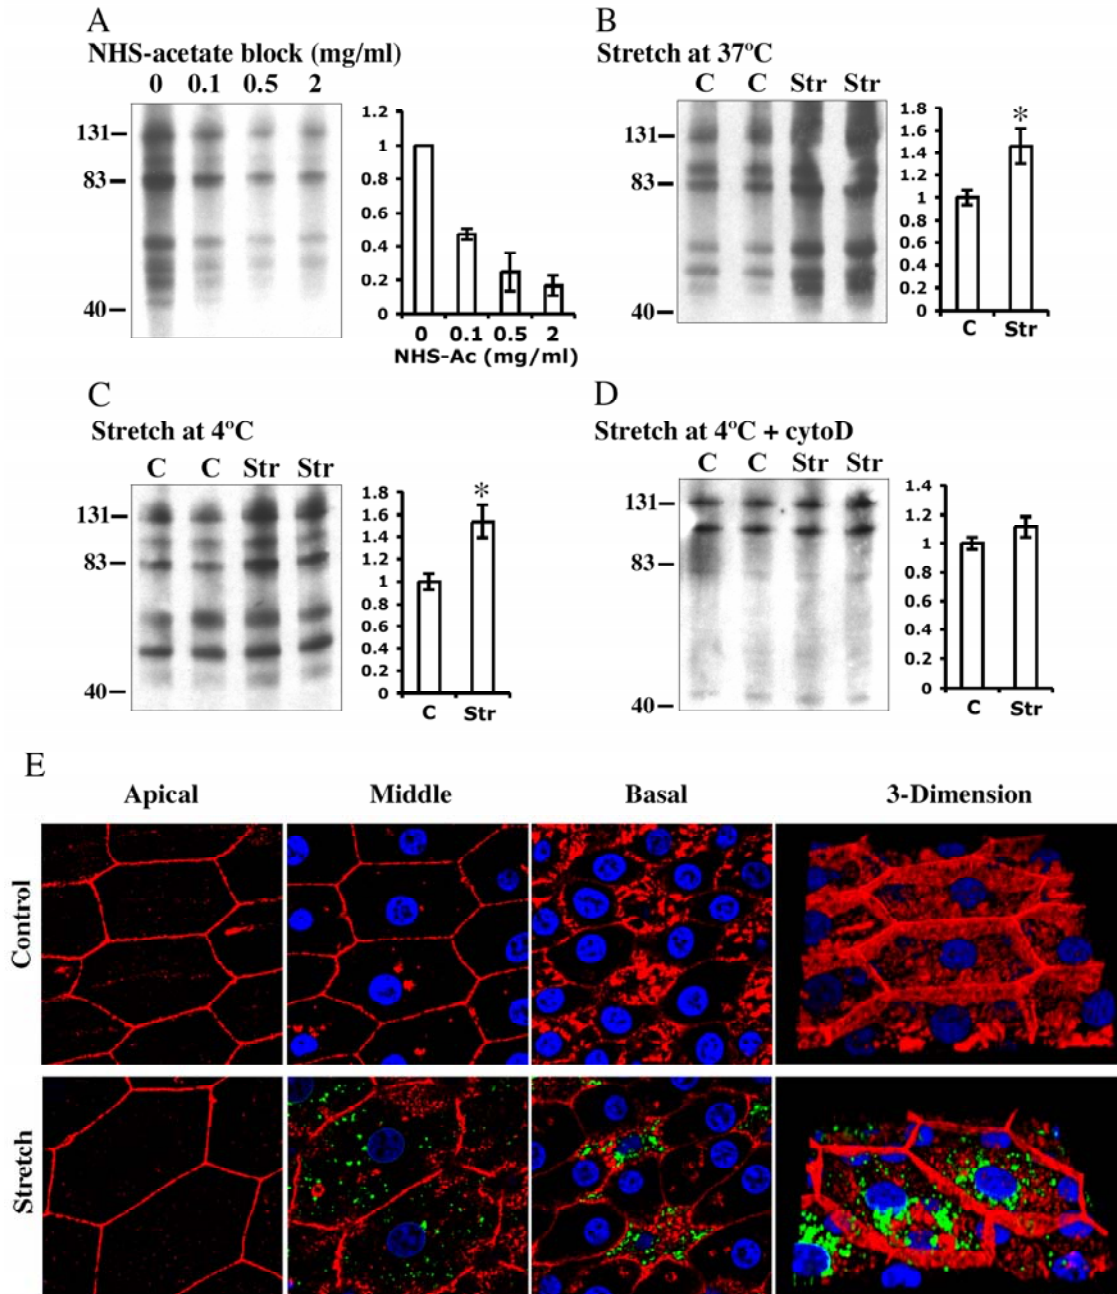 A
NHS-acetate block (mg/ml)
0 0.1 0.5 2
131
83
40
1.2
1
0.8
0.6
0.4
0.2
0
0 0.1 0.5 2
NHS-Ac (mg/ml)
B
Stretch at 37ºC
C C Str Str
131
83
40
1.8
1.6
1.4
1.2
1
0.8
0.6
0.4
0.2
0
*
C Str
C
Stretch at 4ºC
C C Str Str
131
83
40
1.8
1.6
1.4
1.2
1
0.8
0.6
0.4
0.2
0
*
C Str
D
Stretch at 4ºC + cytoD
C C Str Str
131
83
40
1.4
1.2
1
0.8
0.6
0.4
0.2
0
C Str
E
Apical Middle Basal 3-Dimension
Control
Stretch